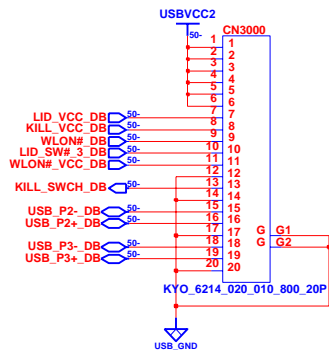 USBVCC2
50-
CN3000
1 1
2 2
3 3
4 4
5 5
6 6
LID_VCC_DB 50- 7 7
KILL_VCC_DB 50- 8 8
WLON#_DB 50- 9 9
LID_SW#_3_DB 50- 10 10
WLON#_VCC_DB 50- 11 11
12 12
KILL_SWCH_DB 50- 13 13
14 14
USB_P2-_DB 50- 15 15
USB_P2+_DB 50- 16 16
17 17 G G1
USB_P3-_DB 50- 18 18 G G2
USB_P3+_DB 50- 19 19
20 20
KYO_6214_020_010_800_20P
USB_GND